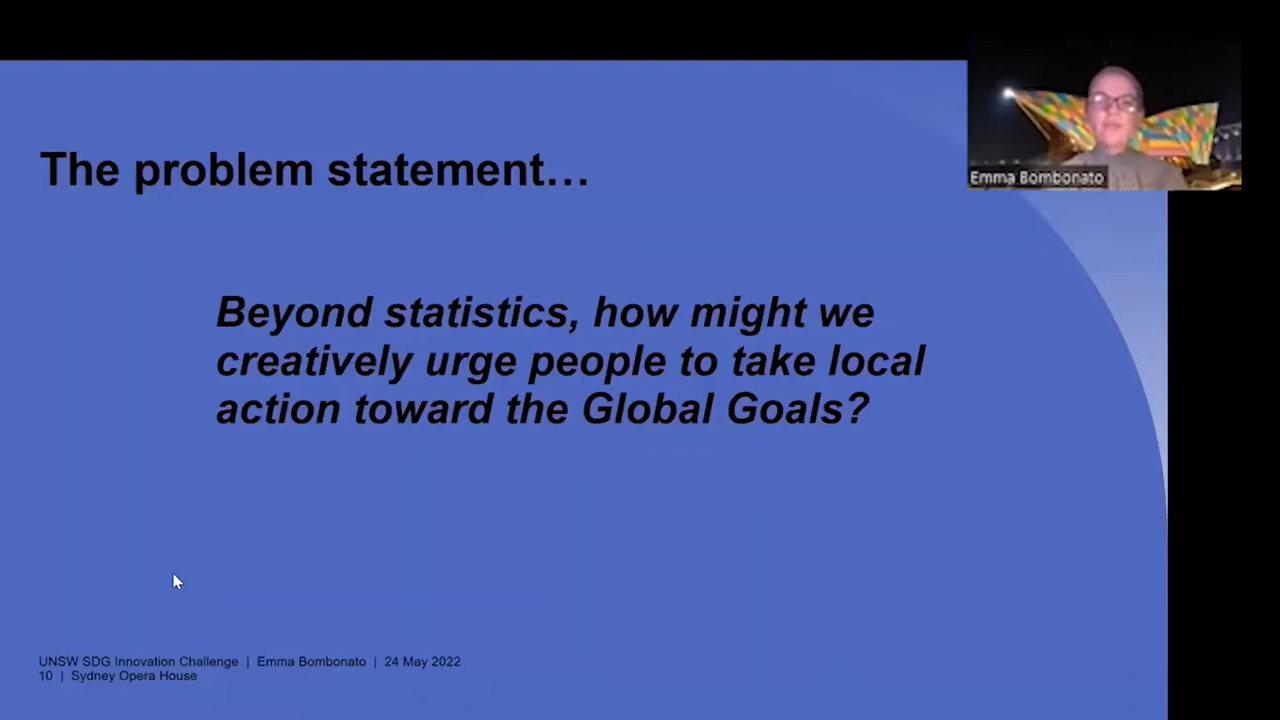 The problem statement…
Emma Bombonato
Beyond statistics, how might we
creatively urge people to take local
action toward the Global Goals?
UNSW SDG Innovation Challenge | Emma Bombonato | 24 May 2022
10 | Sydney Opera House